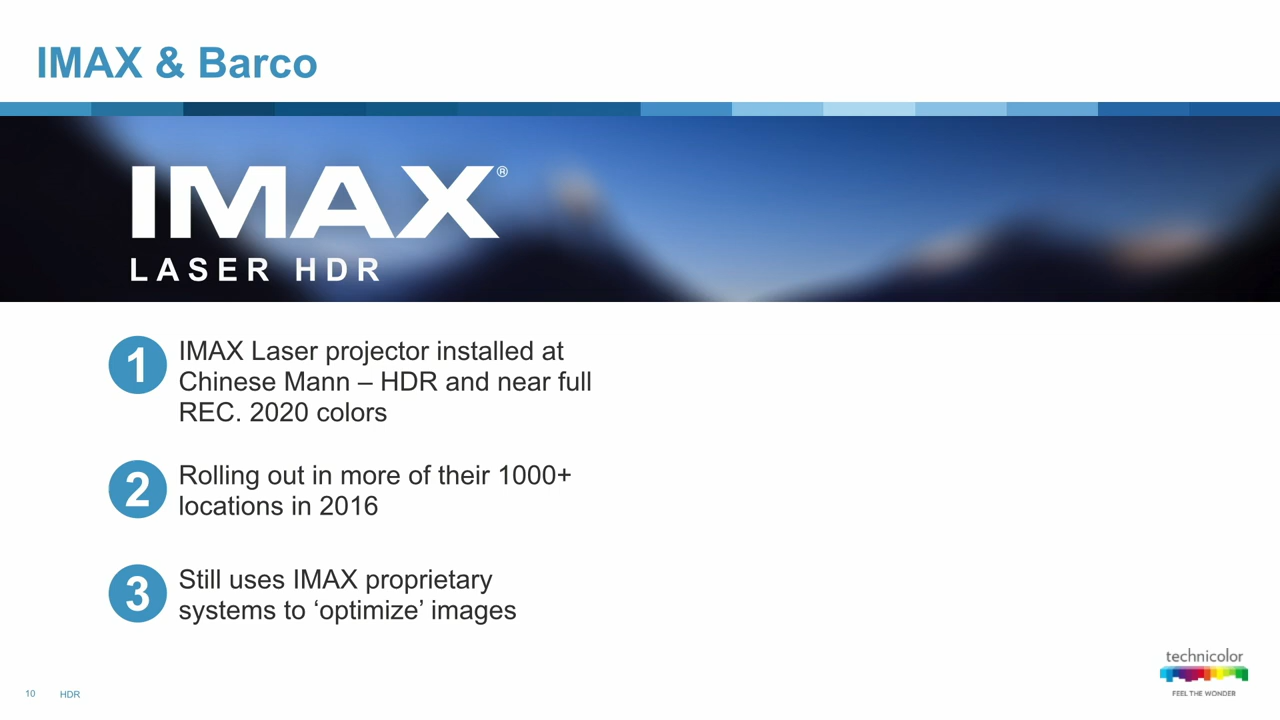 IMAX & Barco
IMAX®
LASER HDR
1
IMAX Laser projector installed at
Chinese Mann – HDR and near full
REC. 2020 colors
2
Rolling out in more of their 1000+
locations in 2016
3
Still uses IMAX proprietary
systems to ‘optimize’ images
technicolor
FEEL THE WONDER
10 HDR